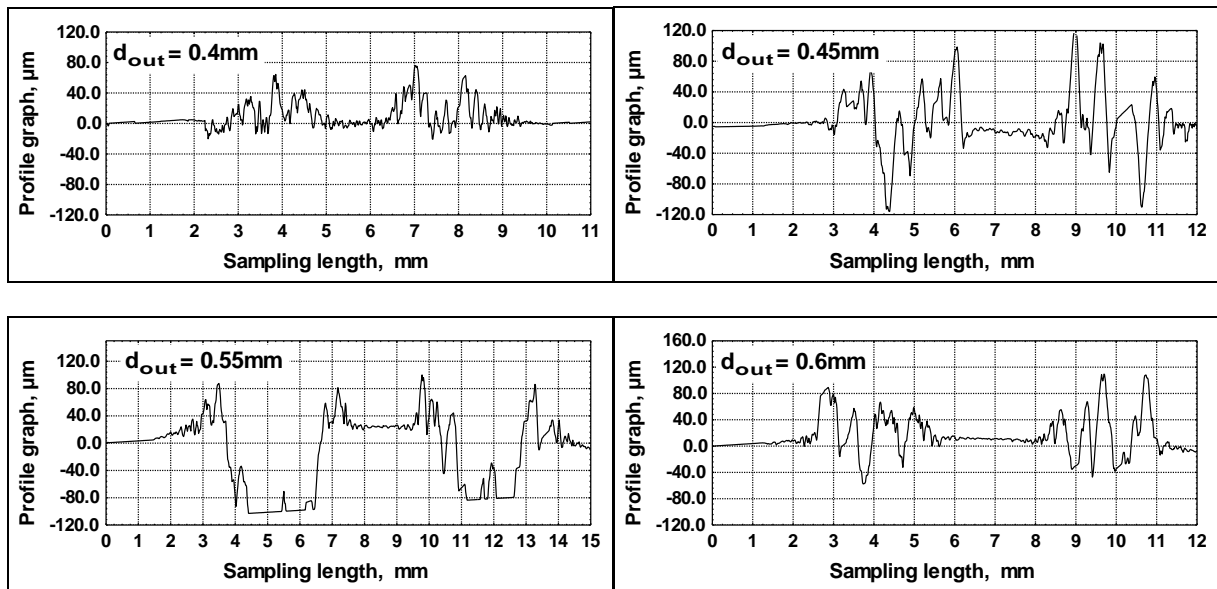 Profile graph, µm
120.0
80.0
40.0
0.0
-40.0
-80.0
-120.0
d_out = 0.4mm
0 1 2 3 4 5 6 7 8 9 10 11
Sampling length, mm
Profile graph, µm
120.0
80.0
40.0
0.0
-40.0
-80.0
-120.0
d_out = 0.45mm
0 1 2 3 4 5 6 7 8 9 10 11 12
Sampling length, mm
Profile graph, µm
120.0
80.0
40.0
0.0
-40.0
-80.0
-120.0
d_out = 0.55mm
0 1 2 3 4 5 6 7 8 9 10 11 12 13 14 15
Sampling length, mm
Profile graph, µm
160.0
120.0
80.0
40.0
0.0
-40.0
-80.0
-120.0
d_out = 0.6mm
0 1 2 3 4 5 6 7 8 9 10 11 12
Sampling length, mm